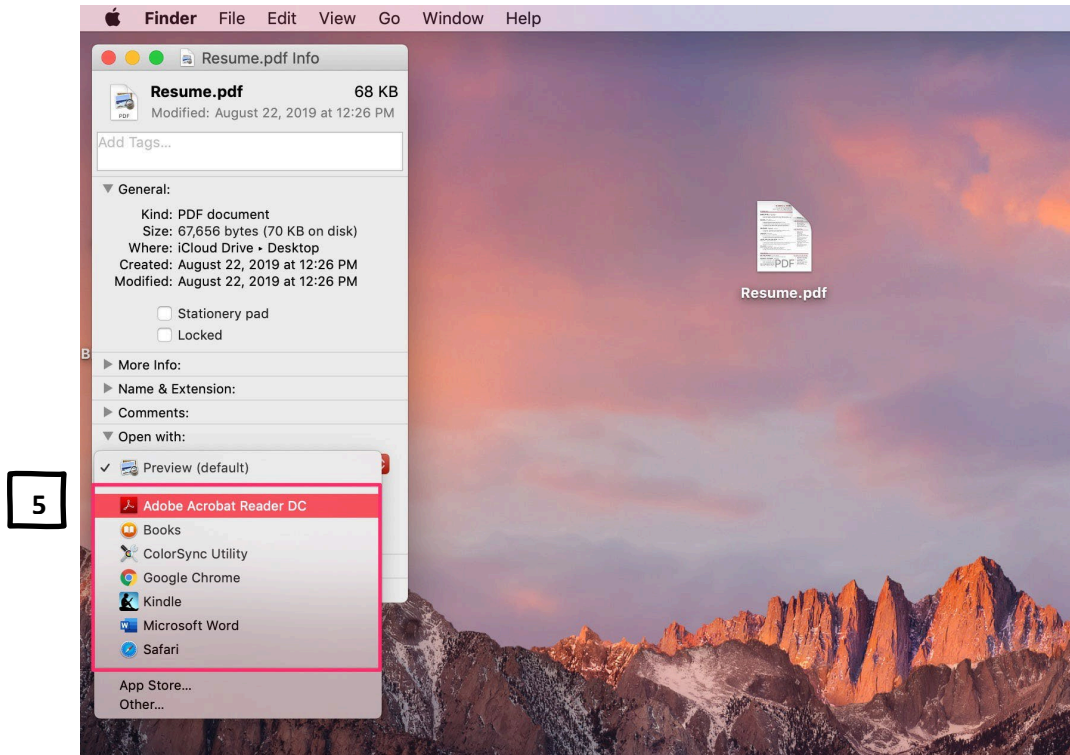 Finder File Edit View Go Window Help
Resume.pdf Info
Resume.pdf 68 KB
Modified: August 22, 2019 at 12:26 PM
PDF
Add Tags...
General:
Kind: PDF document
Size: 67,656 bytes (70 KB on disk)
Where: iCloud Drive ▸ Desktop
Created: August 22, 2019 at 12:26 PM
Modified: August 22, 2019 at 12:26 PM
Stationery pad
Locked
B
More Info:
Name & Extension:
Comments:
Open with:
✓ Preview (default)
5
Adobe Acrobat Reader DC
Books
ColorSync Utility
Google Chrome
Kindle
Microsoft Word
Safari
App Store...
Other...
PDF
Resume.pdf